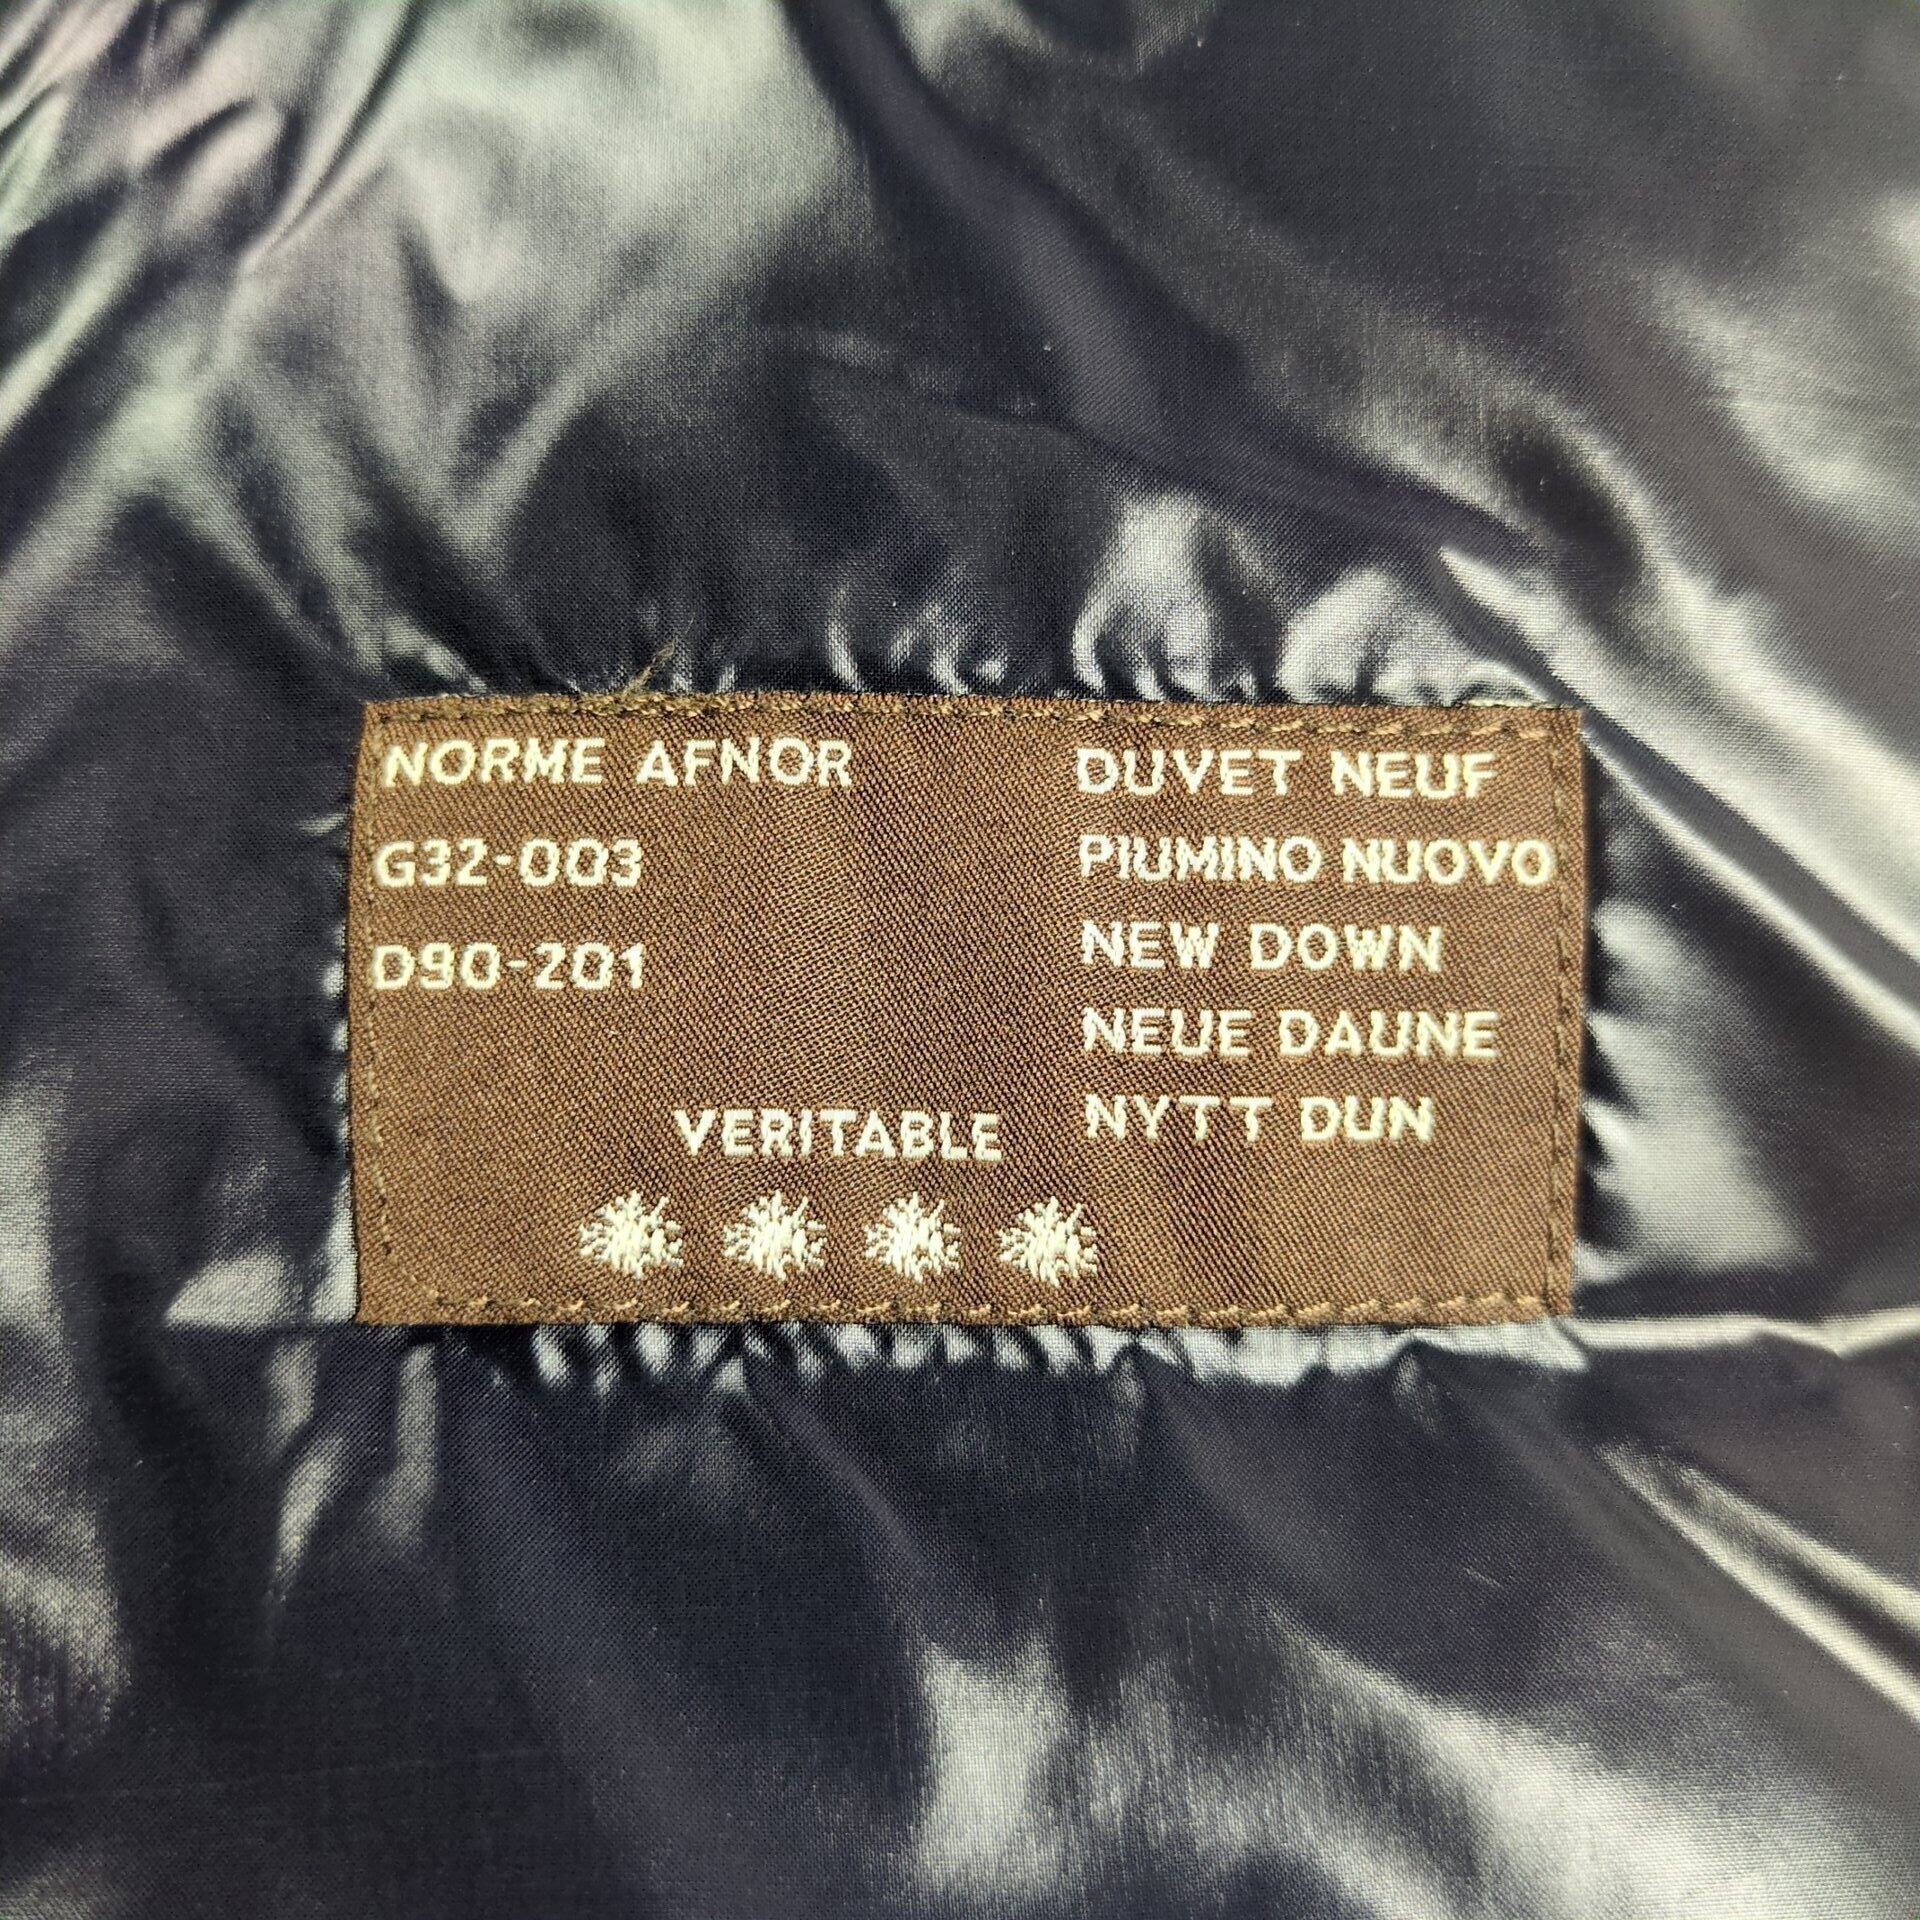 NORME AFNOR
G32-003
D90-201
DUVET NEUF
PIUMINO NUOVO
NEW DOWN
NEUE DAUNE
NYTT DUN
VERITABLE